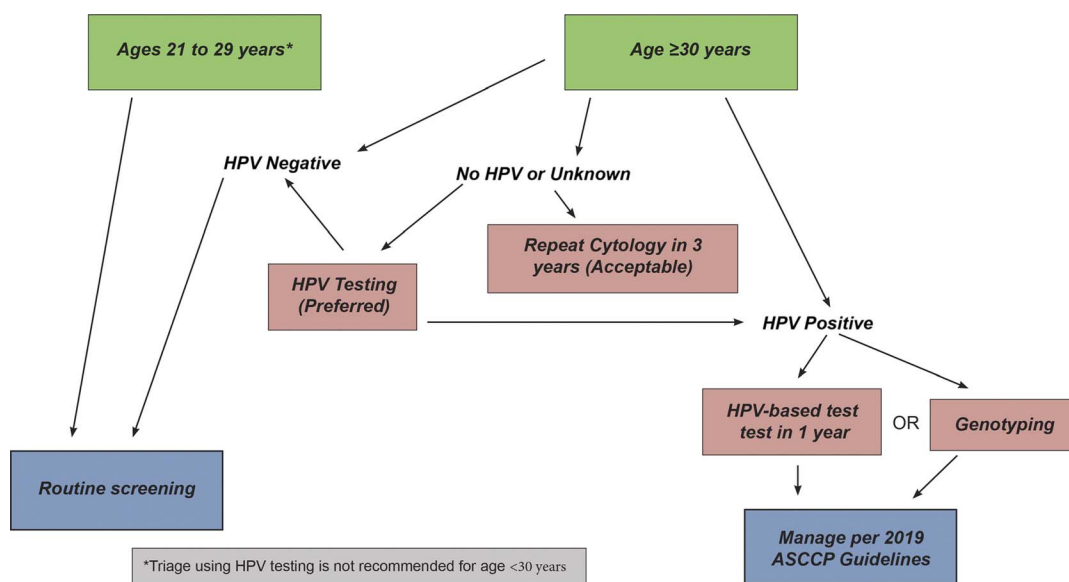 Ages 21 to 29 years*
Age ≥30 years
HPV Negative
No HPV or Unknown
Repeat Cytology in 3
years (Acceptable)
HPV Testing
(Preferred)
HPV Positive
HPV-based test
test in 1 year
OR
Genotyping
Routine screening
Manage per 2019
ASCCP Guidelines
*Triage using HPV testing is not recommended for age <30 years